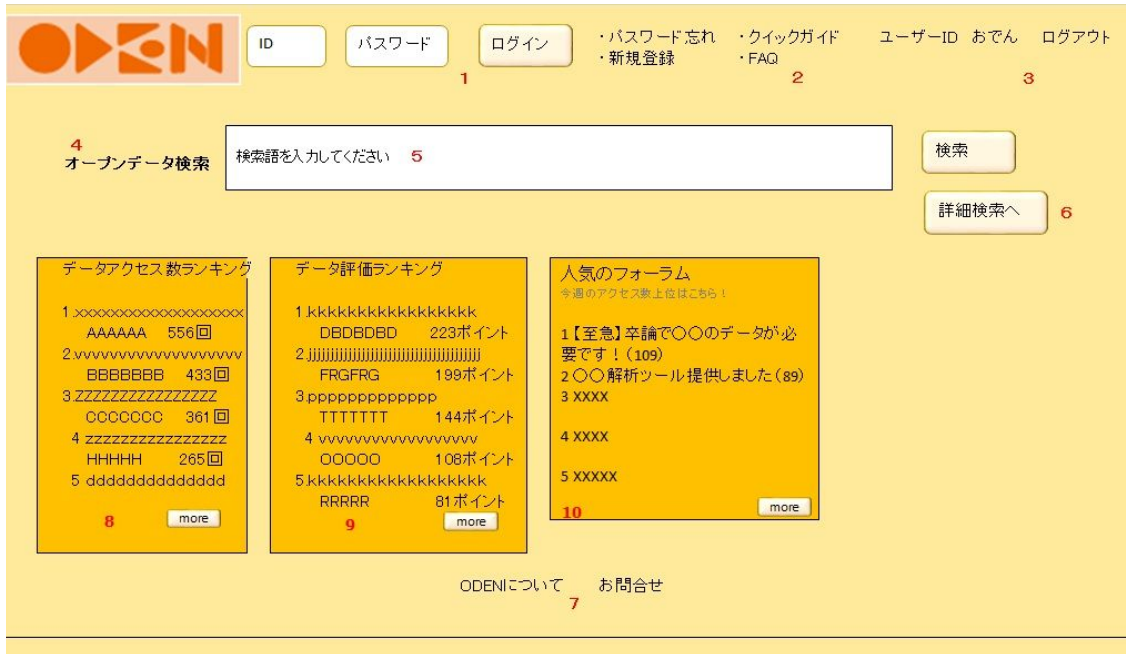 ODEN
ID パスワード ログイン ・パスワード忘れ ・クイックガイド ユーザーID おでん ログアウト
・新規登録 ・FAQ
1 2 3
4
オープンデータ検索 検索語を入力してください 5 検索
詳細検索へ 6
データアクセス数ランキング
1.xxxxxxxxxxxxxxxxxxxx
AAAAAA 556回
2.vvvvvvvvvvvvvvvvvvv
BBBBBBB 433回
3.ZZZZZZZZZZZZZZZZ
CCCCCCC 361回
4 zzzzzzzzzzzzzzzz
HHHHH 265回
5 dddddddddddddd
8 more
データ評価ランキング
1.kkkkkkkkkkkkkkkkkk
DBDBDBD 223ポイント
2.jjjjjjjjjjjjjjjjjjjjjjjjjjjjjjjjjjjjjjj
FRGFRG 199ポイント
3.ppppppppppppp
TTTTTTT 144ポイント
4 vvvvvvvvvvvvvvvvvv
OOOOO 108ポイント
5.kkkkkkkkkkkkkkkkkkk
RRRRR 81ポイント
9 more
人気のフォーラム
今週のアクセス数上位はこちら!
1【至急】卒論で〇〇のデータが必
要です!(109)
2〇〇解析ツール提供しました(89)
3 XXXX
4 XXXX
5 XXXXX
10 more
ODENについて お問合せ
7